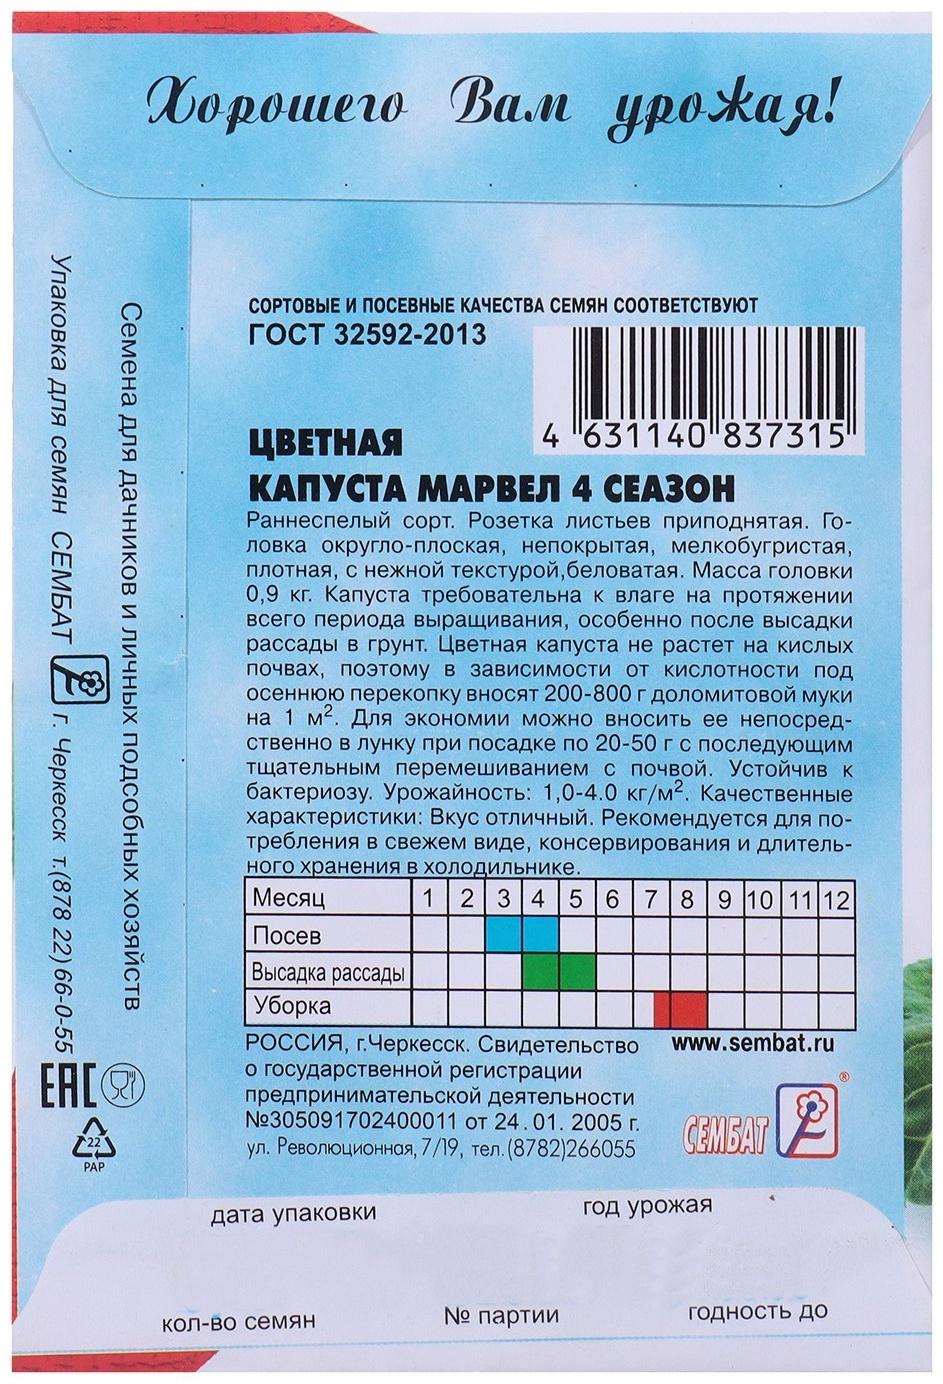 Хорошего Вам урожая!
СОРТОВЫЕ И ПОСЕВНЫЕ КАЧЕСТВА СЕМЯН СООТВЕТСТВУЮТ
ГОСТ 32592-2013
4 631140 837315
ЦВЕТНАЯ
КАПУСТА МАРВЕЛ 4 СЕАЗОН
Раннеспелый сорт. Розетка листьев приподнятая. Го-
ловка округло-плоская, непокрытая, мелкобугристая,
плотная, с нежной текстурой,беловатая. Масса головки
0,9 кг. Капуста требовательна к влаге на протяжении
всего периода выращивания, особенно после высадки
рассады в грунт. Цветная капуста не растет на кислых
почвах, поэтому в зависимости от кислотности под
осеннюю перекопку вносят 200-800 г доломитовой муки
на 1 м². Для экономии можно вносить ее непосред-
ственно в лунку при посадке по 20-50 г с последующим
тщательным перемешиванием с почвой. Устойчив к
бактериозу. Урожайность: 1,0-4.0 кг/м². Качественные
характеристики: Вкус отличный. Рекомендуется для по-
требления в свежем виде, консервирования и длитель-
ного хранения в холодильнике.
Месяц 1 2 3 4 5 6 7 8 9 10 11 12
Посев
Высадка рассады
Уборка
РОССИЯ, г.Черкесск. Свидетельство
о государственной регистрации
предпринимательской деятельности
№305091702400011 от 24.01.2005 г.
ул. Революционная, 7/19, тел.(8782)266055
www.sembat.ru
СЕМБАТ ®
Семена для дачников и личных подсобных хозяйств
Упаковка для семян СЕМБАТ г. Черкесск т.(878 22) 66-0-55
EAC
22
PAP
дата упаковки год урожая
кол-во семян № партии годность до